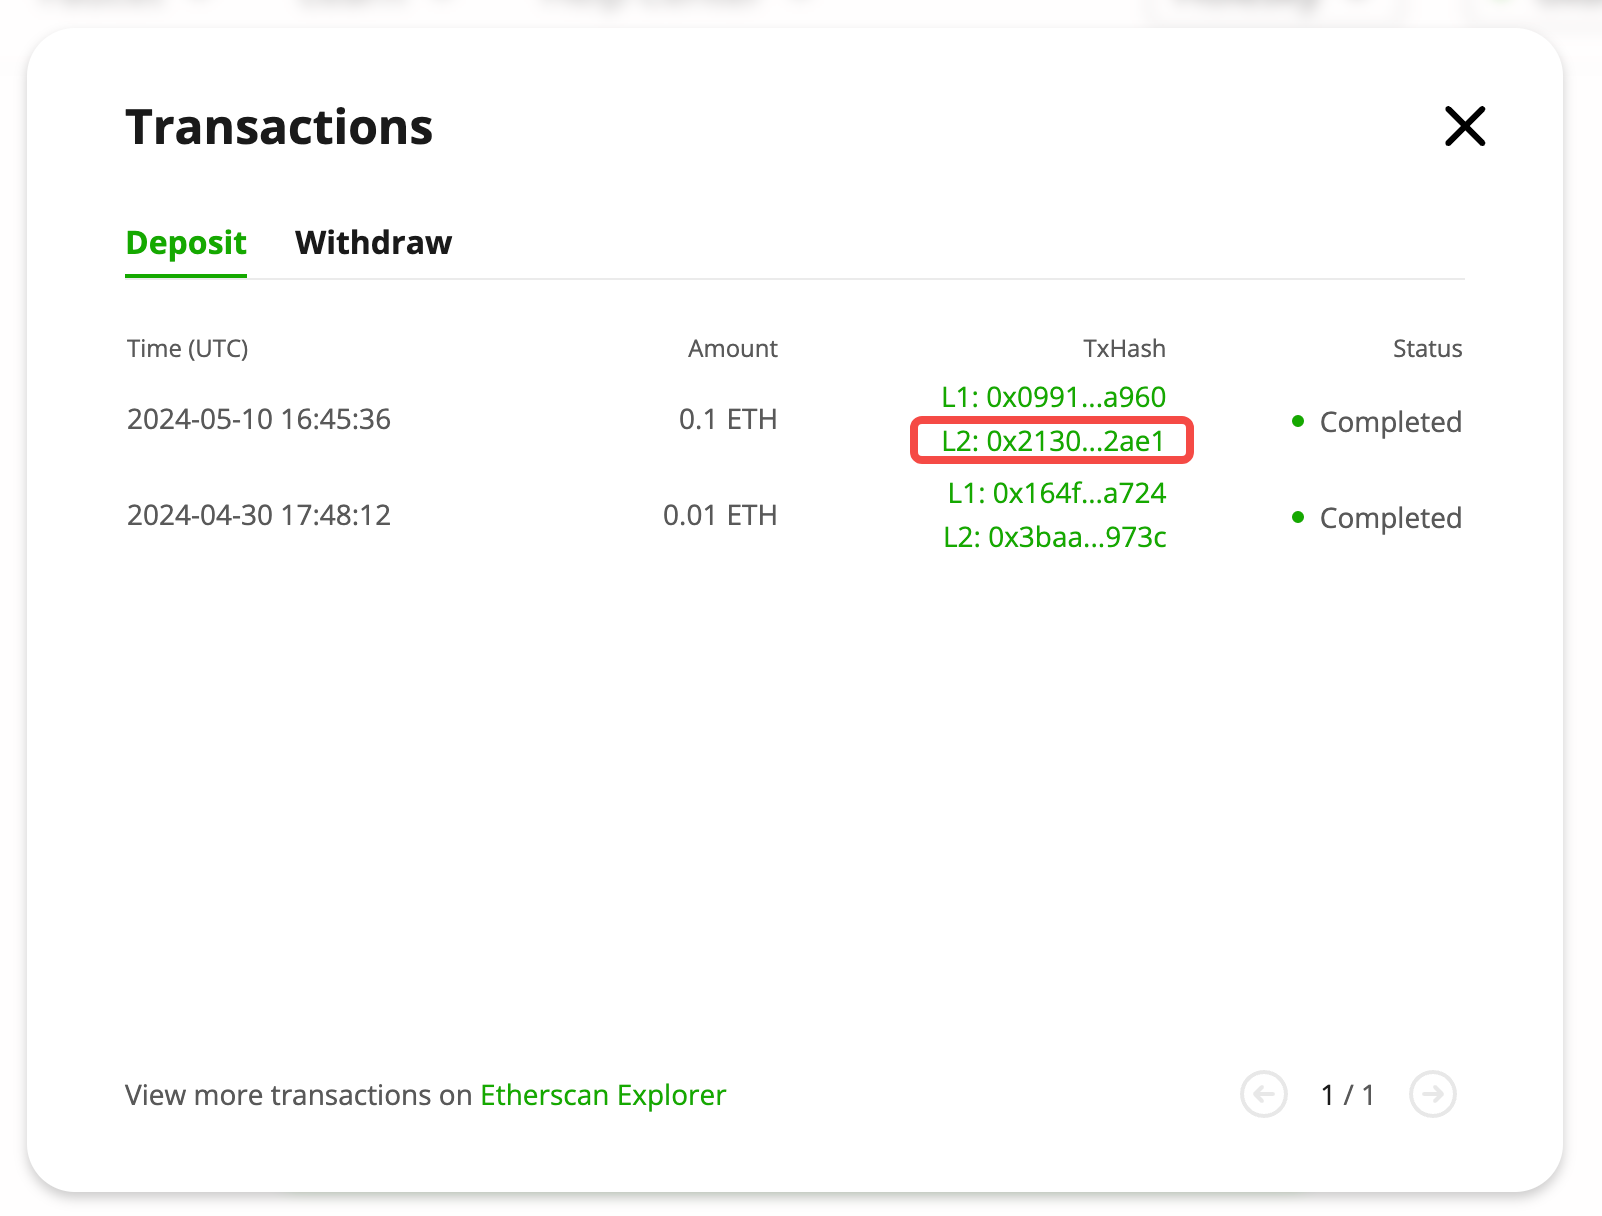 Transactions
Deposit Withdraw
Time (UTC) Amount TxHash Status
2024-05-10 16:45:36 0.1 ETH L1: 0x0991...a960 Completed
L2: 0x2130...2ae1
2024-04-30 17:48:12 0.01 ETH L1: 0x164f...a724 Completed
L2: 0x3baa...973c
View more transactions on Etherscan Explorer 1 / 1